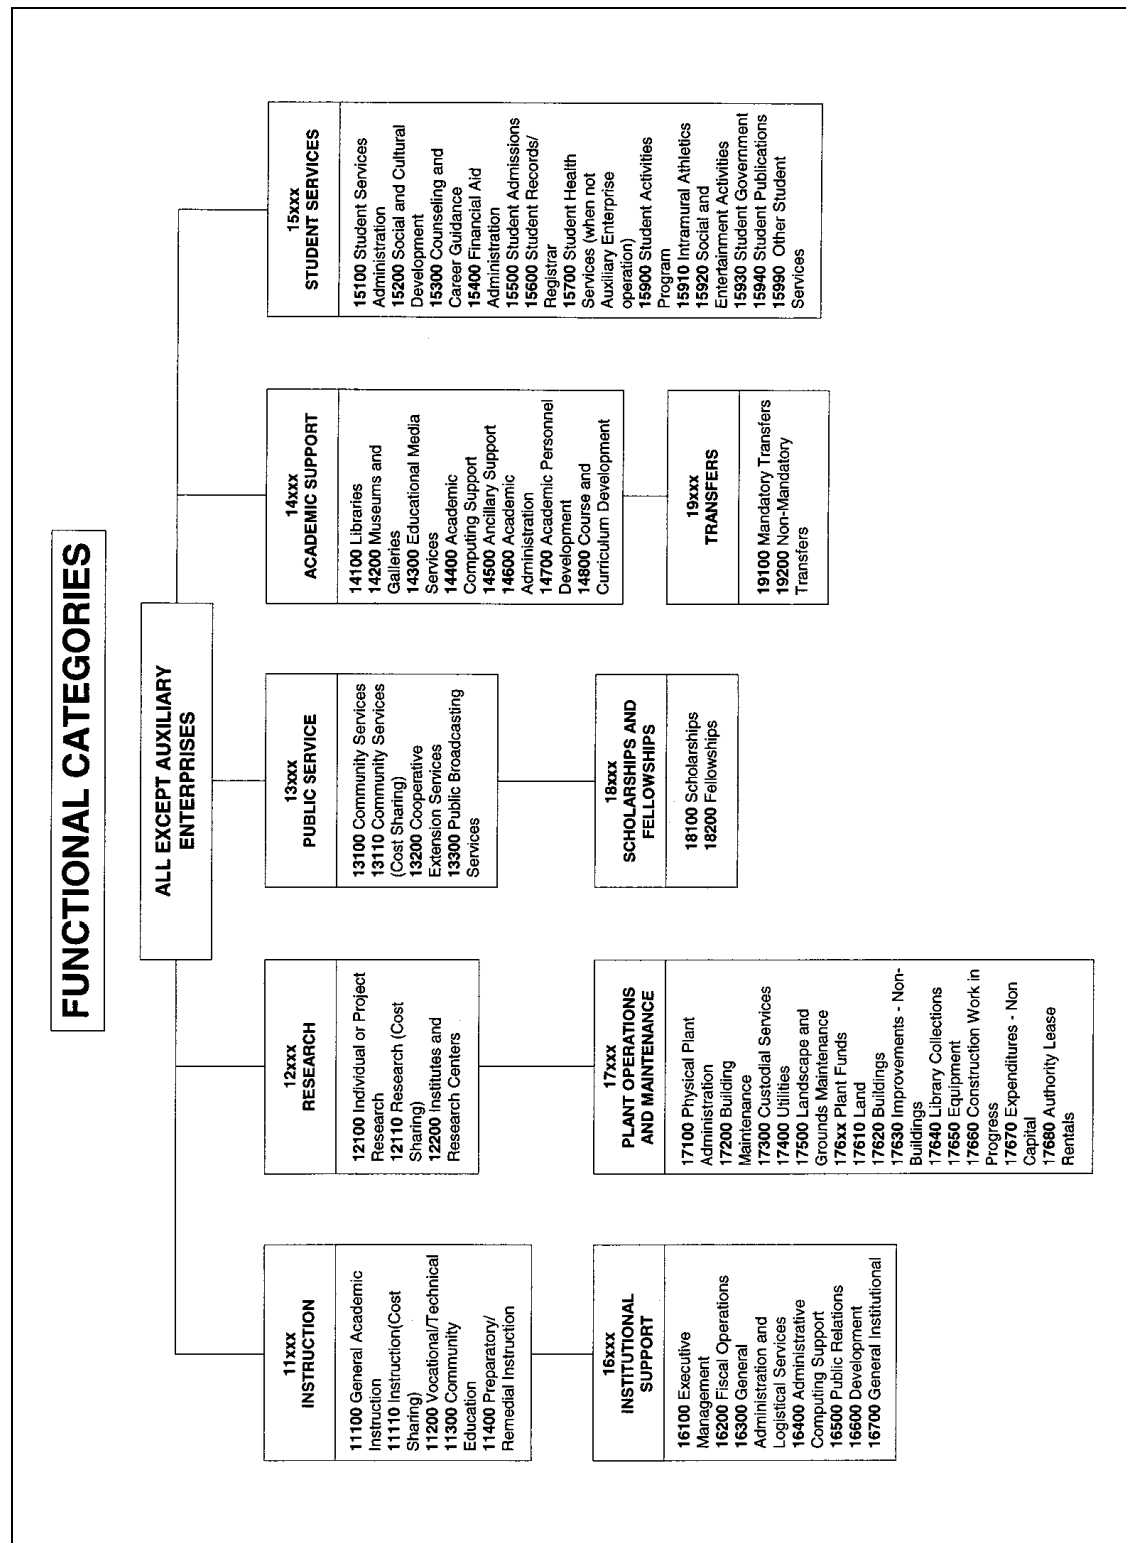 FUNCTIONAL CATEGORIES
ALL EXCEPT AUXILIARY
ENTERPRISES
11xxx
INSTRUCTION
11100 General Academic
Instruction
11110 Instruction(Cost
Sharing)
11200 Vocational/Technical
11300 Community
Education
11400 Preparatory/
Remedial Instruction
12xxx
RESEARCH
12100 Individual or Project
Research
12110 Research (Cost
Sharing)
12200 Institutes and
Research Centers
13xxx
PUBLIC SERVICE
13100 Community Services
13110 Community Services
(Cost Sharing)
13200 Cooperative
Extension Services
13300 Public Broadcasting
Services
14xxx
ACADEMIC SUPPORT
14100 Libraries
14200 Museums and
Galleries
14300 Educational Media
Services
14400 Academic
Computing Support
14500 Ancillary Support
14600 Academic
Administration
14700 Academic Personnel
Development
14800 Course and
Curriculum Development
15xxx
STUDENT SERVICES
15100 Student Services
Administration
15200 Social and Cultural
Development
15300 Counseling and
Career Guidance
15400 Financial Aid
Administration
15500 Student Admissions
15600 Student Records/
Registrar
15700 Student Health
Services (when not
Auxiliary Enterprise
operation)
15900 Student Activities
Program
15910 Intramural Athletics
15920 Social and
Entertainment Activities
15930 Student Government
15940 Student Publications
15990 Other Student
Services
16xxx
INSTITUTIONAL
SUPPORT
16100 Executive
Management
16200 Fiscal Operations
16300 General
Administration and
Logistical Services
16400 Administrative
Computing Support
16500 Public Relations
16600 Development
16700 General Institutional
17xxx
PLANT OPERATIONS
AND MAINTENANCE
17100 Physical Plant
Administration
17200 Building
Maintenance
17300 Custodial Services
17400 Utilities
17500 Landscape and
Grounds Maintenance
176xx Plant Funds
17610 Land
17620 Buildings
17630 Improvements - Non-
Buildings
17640 Library Collections
17650 Equipment
17660 Construction Work in
Progress
17670 Expenditures - Non
Capital
17680 Authority Lease
Rentals
18xxx
SCHOLARSHIPS AND
FELLOWSHIPS
18100 Scholarships
18200 Fellowships
19xxx
TRANSFERS
19100 Mandatory Transfers
19200 Non-Mandatory
Transfers